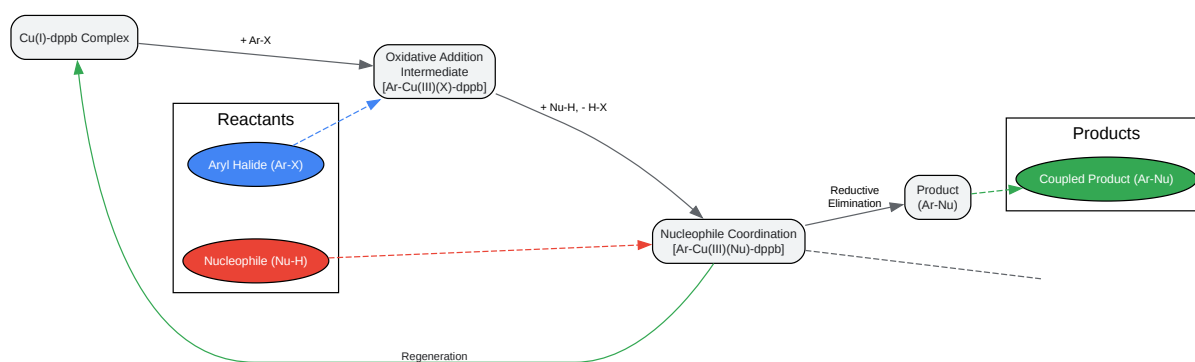 Cu(I)-dppb Complex
+ Ar-X
Oxidative Addition
Intermediate
[Ar-Cu(III)(X)-dppb]
+ Nu-H, - H-X
Reactants
Aryl Halide (Ar-X)
Nucleophile (Nu-H)
Nucleophile Coordination
[Ar-Cu(III)(Nu)-dppb]
Reductive
Elimination
Product
(Ar-Nu)
Products
Coupled Product (Ar-Nu)
Regeneration